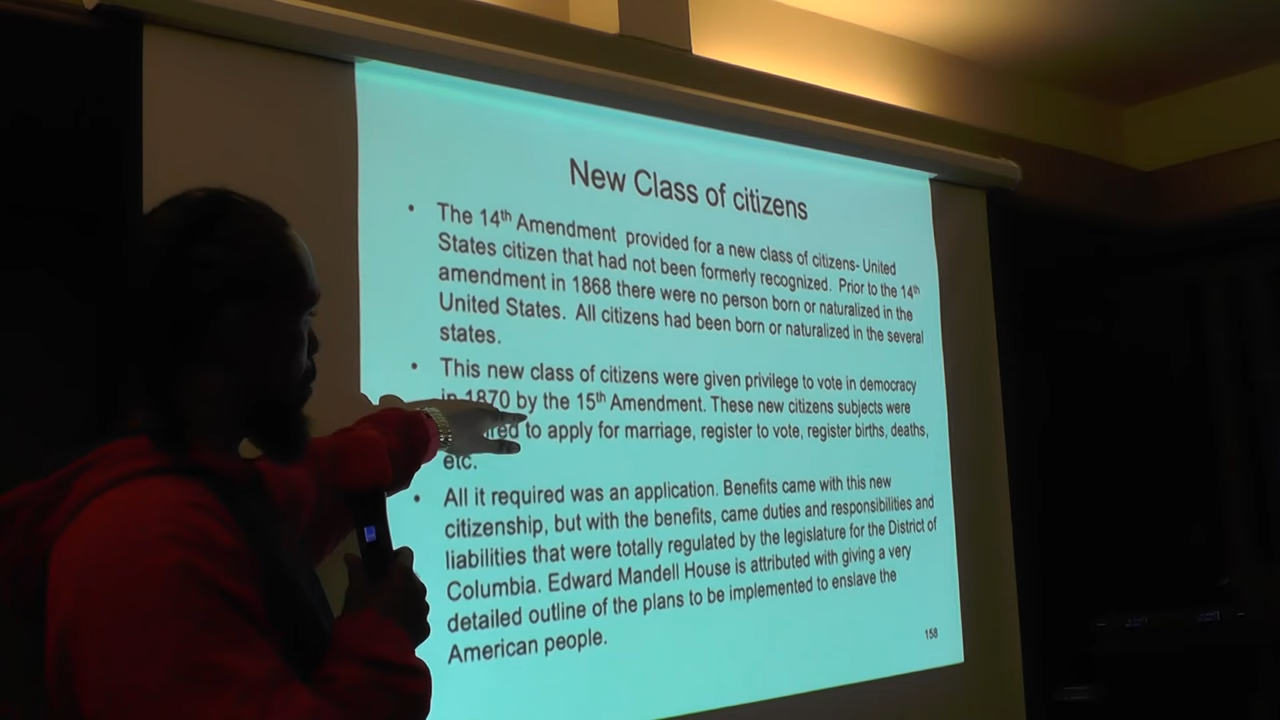 New Class of citizens
• The 14th Amendment provided for a new class of citizens- United
States citizen that had not been formerly recognized. Prior to the 14th
amendment in 1868 there were no person born or naturalized in the
United States. All citizens had been born or naturalized in the several
states.
• This new class of citizens were given privilege to vote in democracy
in 1870 by the 15th Amendment. These new citizens subjects were
to apply for marriage, register to vote, register births, deaths,
etc.
• All it required was an application. Benefits came with this new
citizenship, but with the benefits, came duties and responsibilities and
liabilities that were totally regulated by the legislature for the District of
Columbia. Edward Mandell House is attributed with giving a very
detailed outline of the plans to be implemented to enslave the
American people.
158